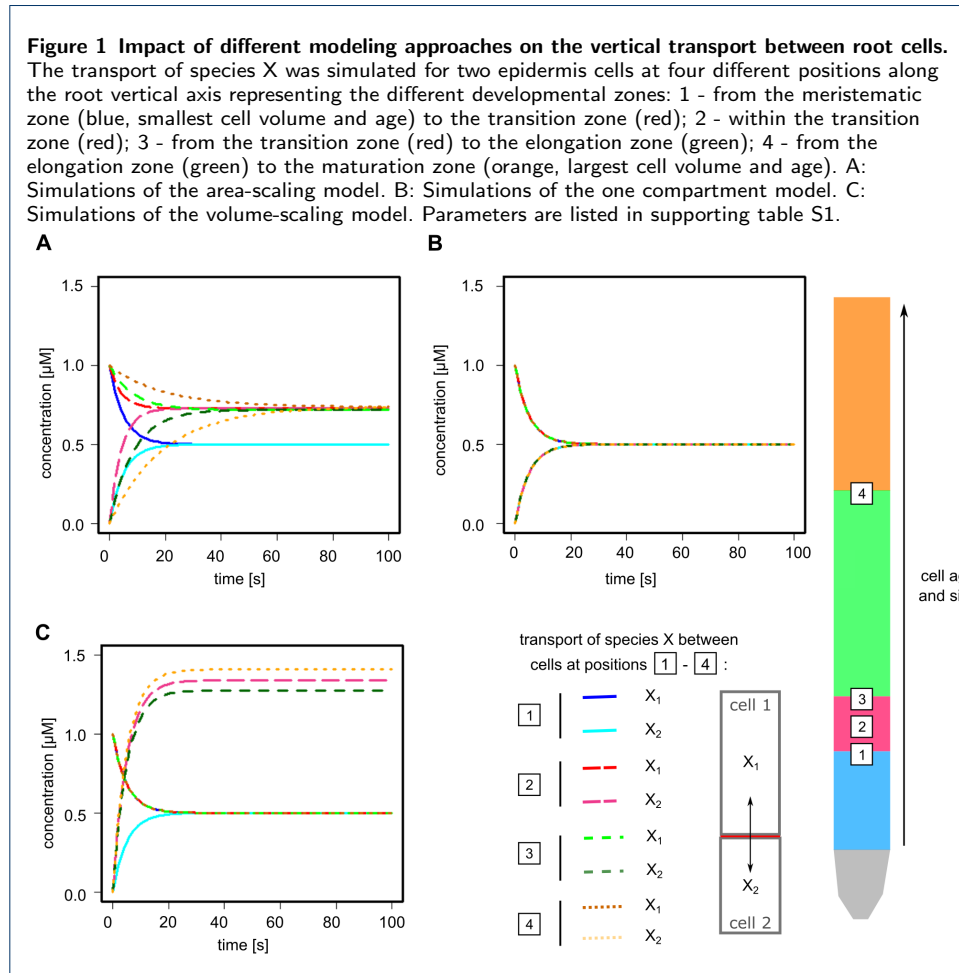 Figure 1 Impact of different modeling approaches on the vertical transport between root cells.
The transport of species X was simulated for two epidermis cells at four different positions along
the root vertical axis representing the different developmental zones: 1 - from the meristematic
zone (blue, smallest cell volume and age) to the transition zone (red); 2 - within the transition
zone (red); 3 - from the transition zone (red) to the elongation zone (green); 4 - from the
elongation zone (green) to the maturation zone (orange, largest cell volume and age). A:
Simulations of the area-scaling model. B: Simulations of the one compartment model. C:
Simulations of the volume-scaling model. Parameters are listed in supporting table S1.
A
concentration [µM]
1.5
1.0
0.5
0.0
0 20 40 60 80 100
time [s]
B
concentration [µM]
1.5
1.0
0.5
0.0
0 20 40 60 80 100
time [s]
4
3
2
1
cell a
and si
C
concentration [µM]
1.5
1.0
0.5
0.0
0 20 40 60 80 100
time [s]
transport of species X between
cells at positions 1 - 4 :
1
X1
X2
2
X1
X2
3
X1
X2
4
X1
X2
cell 1
X1
X2
cell 2